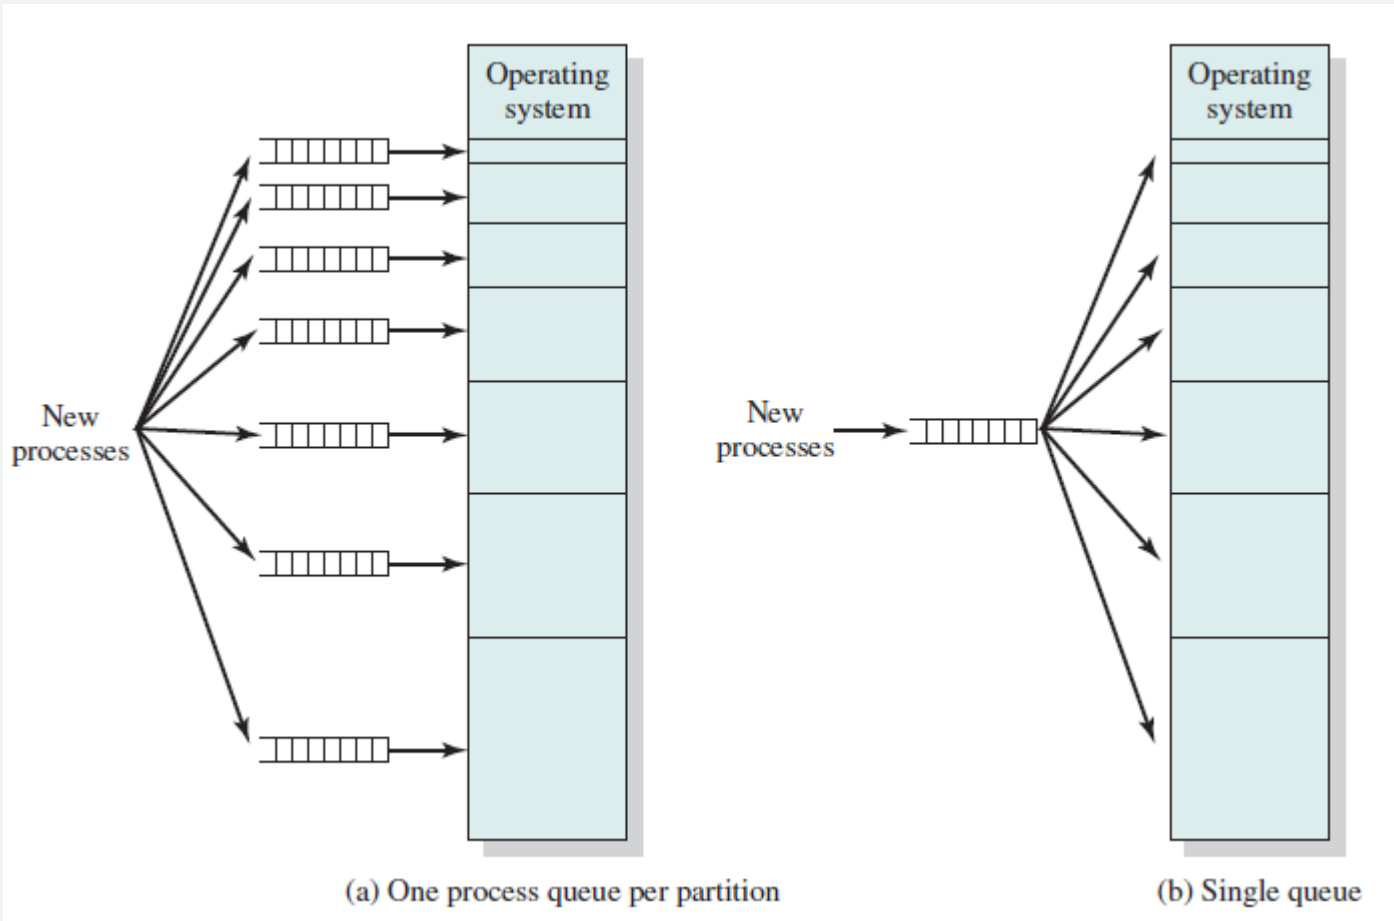 Operating
system
New
processes
(a) One process queue per partition
Operating
system
New
processes
(b) Single queue